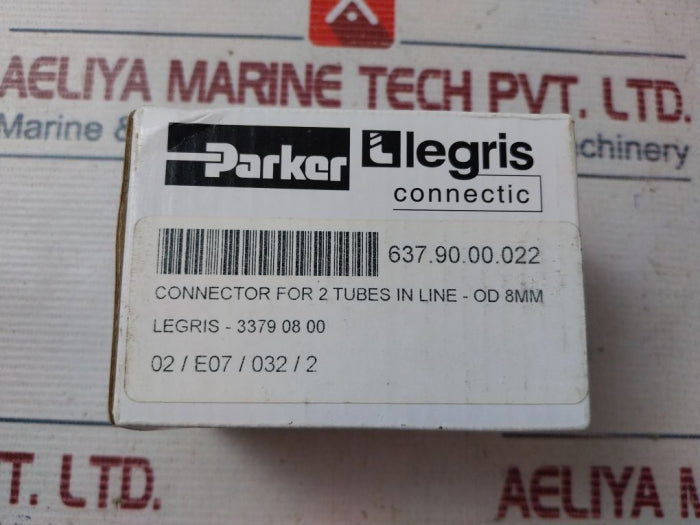 AELIYA MARINE TECH PVT. LTD.
Marine &
chinery
Parker
legris
connectic
637.90.00.022
CONNECTOR FOR 2 TUBES IN LINE - OD 8MM
LEGRIS - 3379 08 00
02 / E07 / 032 / 2
T. LTD.
AELIYA M